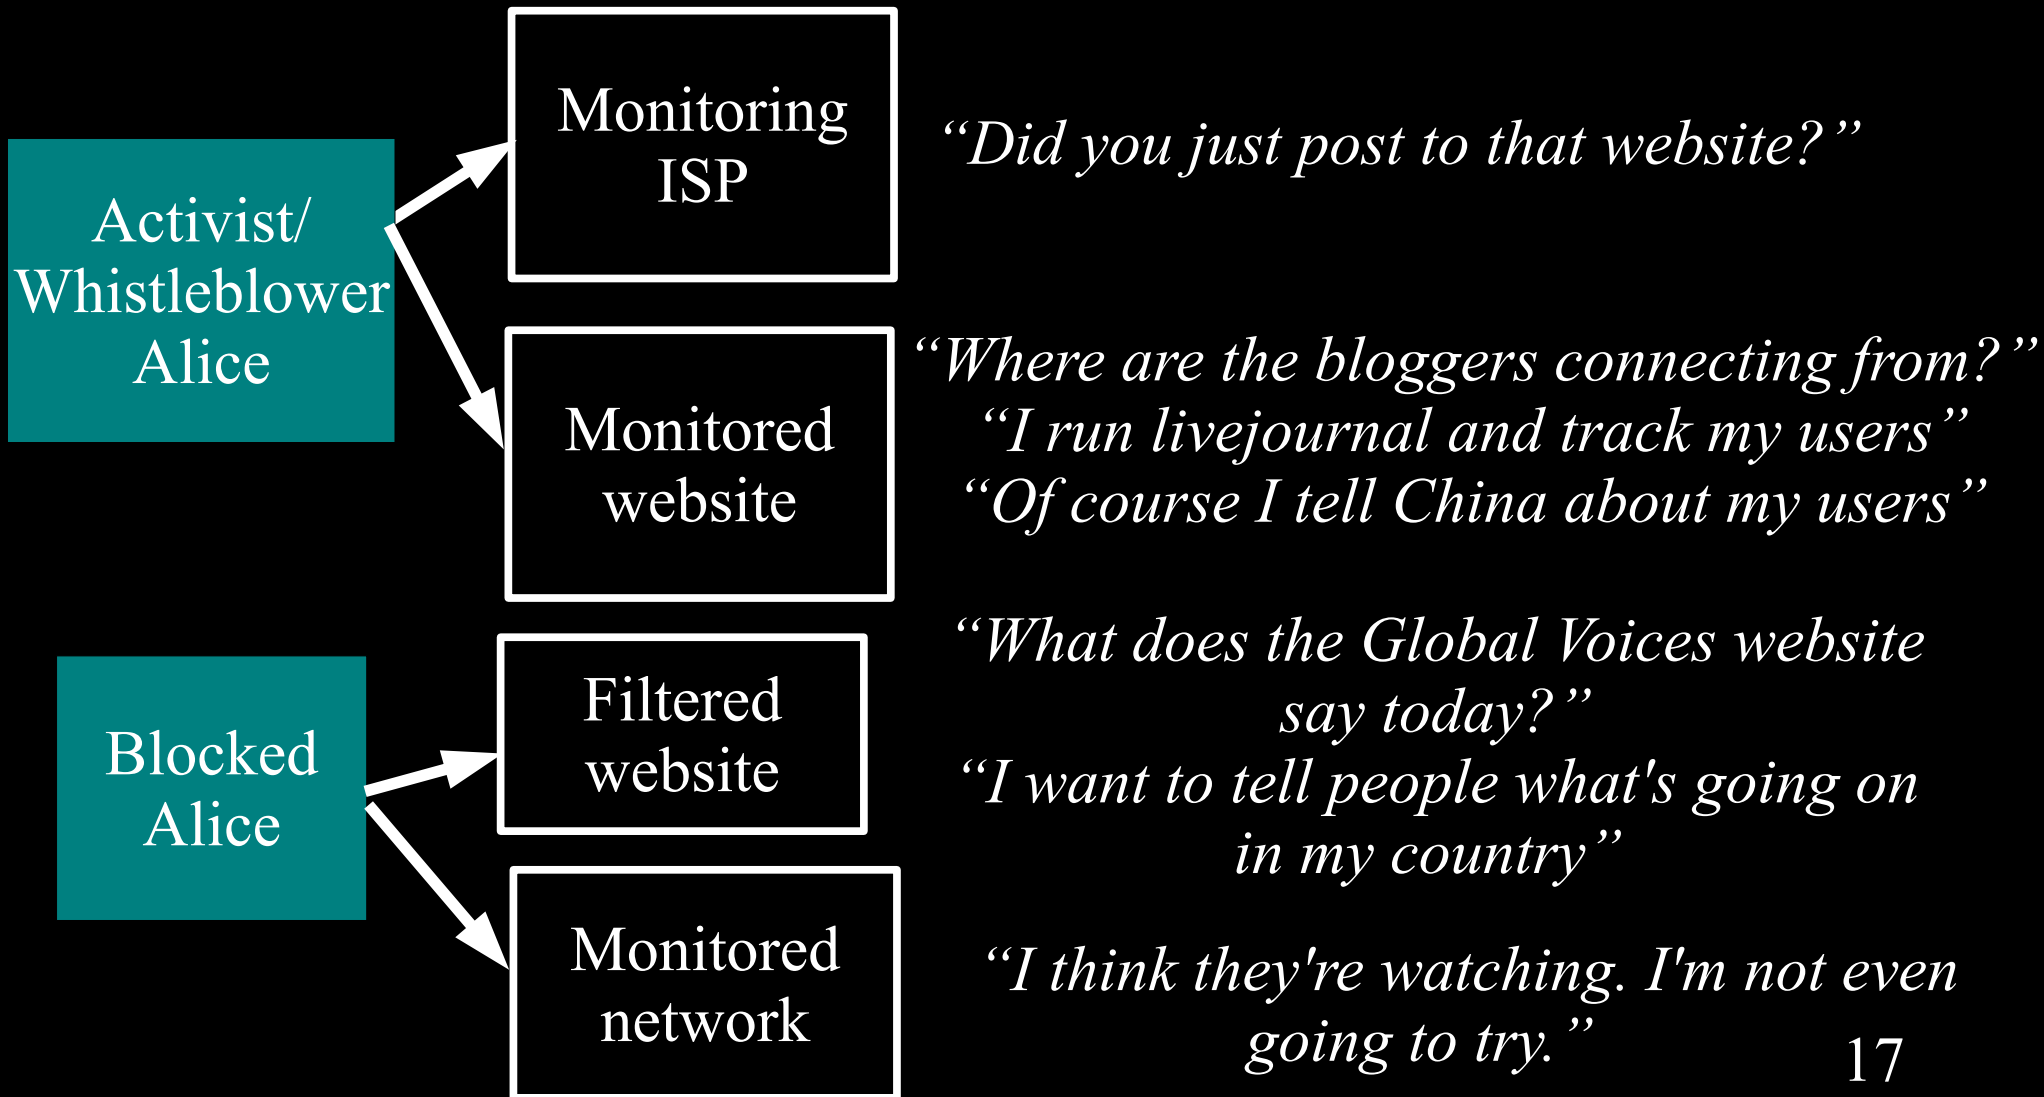 Activist/
Whistleblower
Alice
Monitoring
ISP
“Did you just post to that website?”
Monitored
website
“Where are the bloggers connecting from?”
“I run livejournal and track my users”
“Of course I tell China about my users”
Blocked
Alice
Filtered
website
“What does the Global Voices website
say today?”
“I want to tell people what's going on
in my country”
Monitored
network
“I think they're watching. I'm not even
going to try.”
17